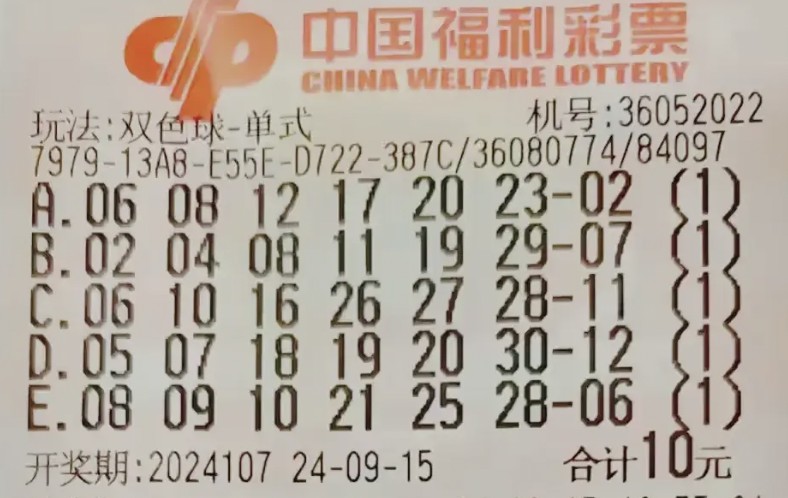 中国福利彩票
CHINA WELFARE LOTTERY
玩法:双色球-单式 机号:36052022
7979-13A8-E55E-D722-387C/36080774/84097
A.06 08 12 17 20 23-02 (1)
B.02 04 08 11 19 29-07 (1)
C.06 10 16 26 27 28-11 (1)
D.05 07 18 19 20 30-12 (1)
E.08 09 10 21 25 28-06 (1)
开奖期:2024107 24-09-15 合计10元